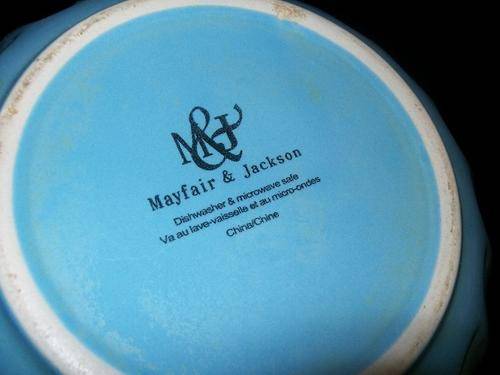 M&J
Mayfair & Jackson
Dishwasher & microwave safe
Va au lave-vaisselle et au micro-ondes
China/Chine